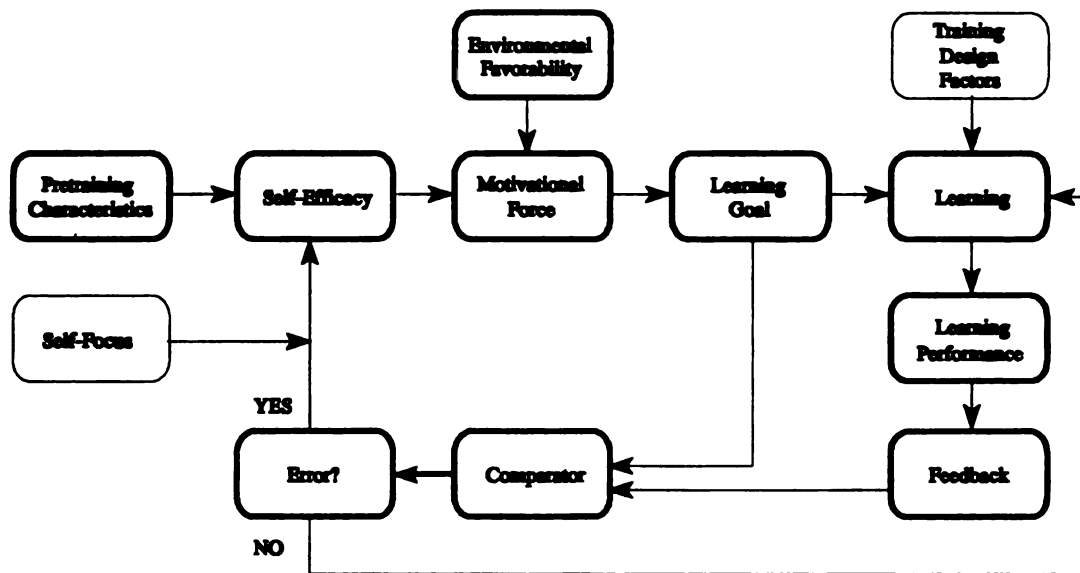 Environmental
Favorability
Training
Design
Factors
Pretraining
Characteristics
Self-Efficacy
Motivational
Force
Learning
Goal
Learning
Self-Focus
Learning
Performance
YES
Error?
Comparator
Feedback
NO